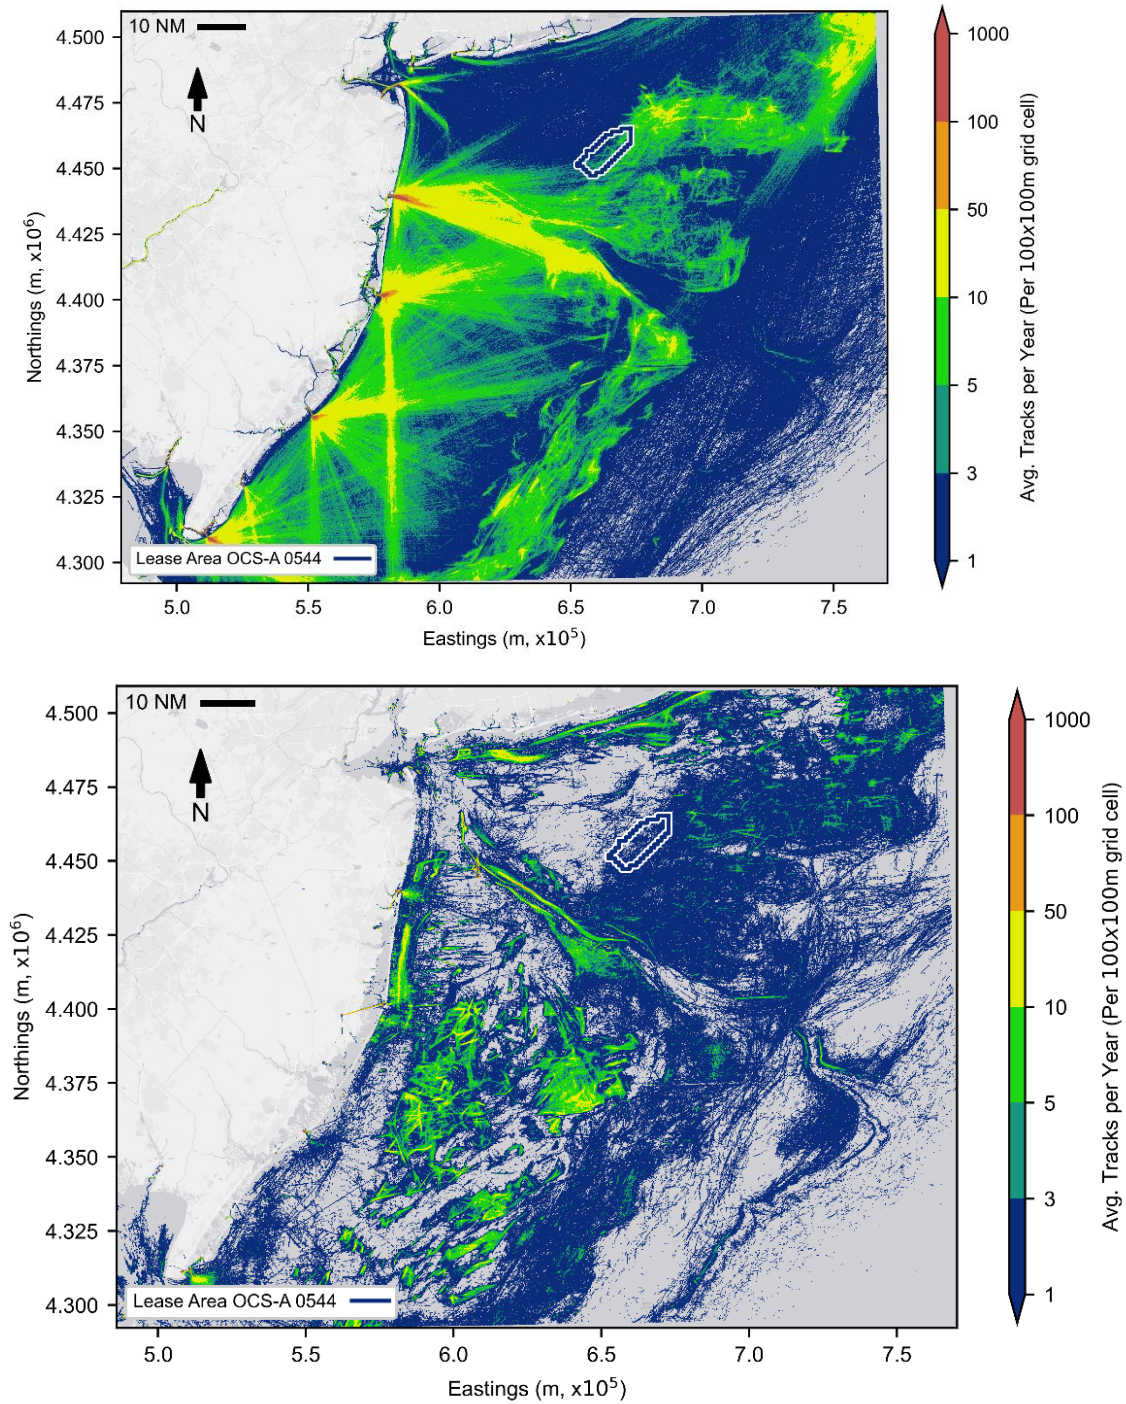 10 NM
N
4.500
4.475
4.450
4.425
4.400
4.375
4.350
4.325
4.300
Northings (m, x10⁶)
Lease Area OCS-A 0544
5.0 5.5 6.0 6.5 7.0 7.5
Eastings (m, x10⁵)
1000
100
50
10
5
3
1
Avg. Tracks per Year (Per 100x100m grid cell)
10 NM
N
4.500
4.475
4.450
4.425
4.400
4.375
4.350
4.325
4.300
Northings (m, x10⁶)
Lease Area OCS-A 0544
5.0 5.5 6.0 6.5 7.0 7.5
Eastings (m, x10⁵)
1000
100
50
10
5
3
1
Avg. Tracks per Year (Per 100x100m grid cell)